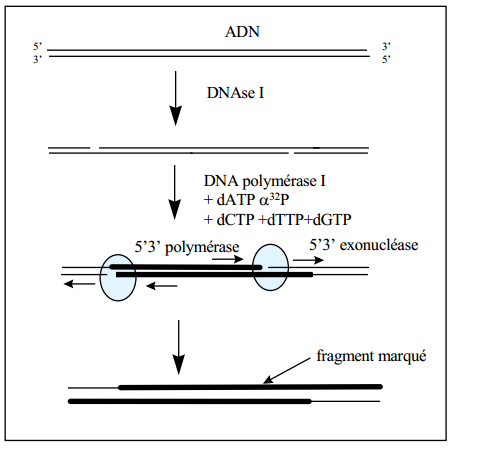 ADN
5' 3'
3' 5'
DNAse I
DNA polymérase I
+ dATP α³²P
+ dCTP +dTTP+dGTP
5'3' polymérase 5'3' exonucléase
fragment marqué